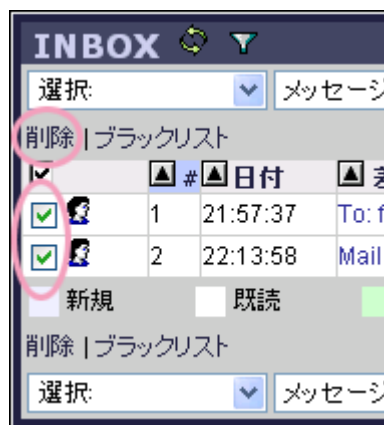 INBOX
選択: メッセージ
削除 | ブラックリスト
# 日付
1 21:57:37 To: f
2 22:13:58 Mail
新規 既読
削除 | ブラックリスト
選択: メッセージ